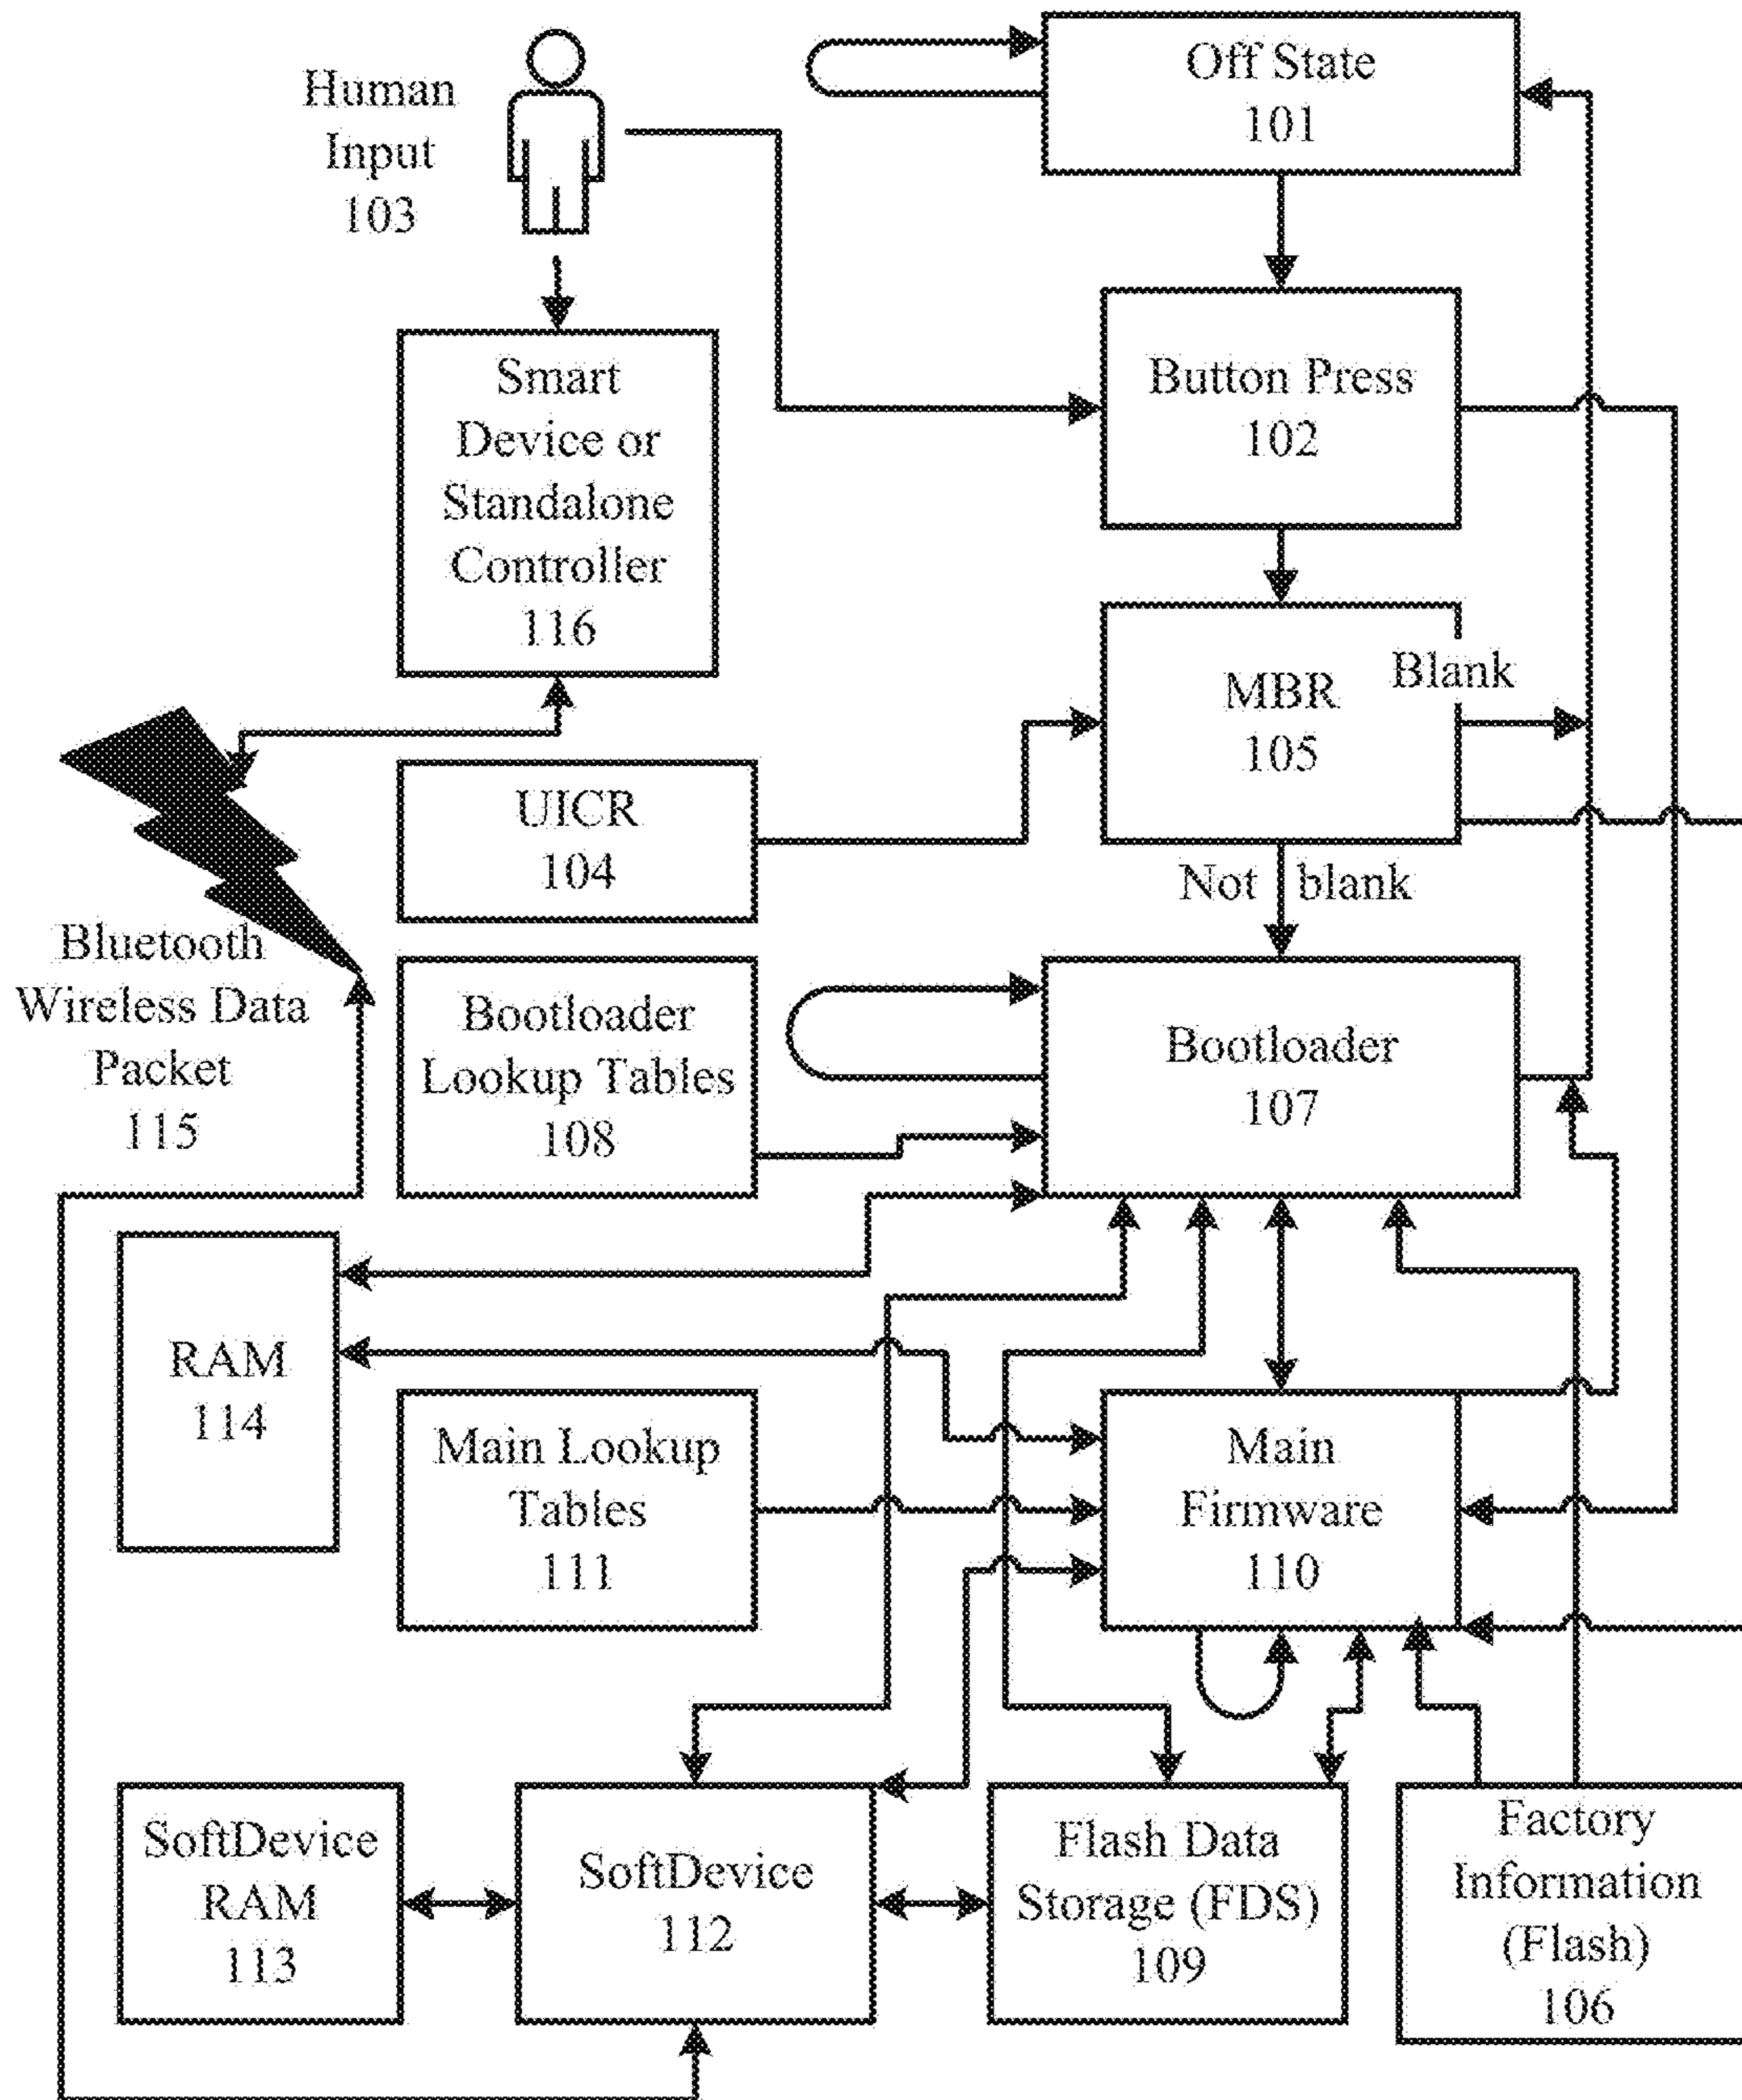 Off State
101
Human
Input
103
Button Press
102
Smart
Device or
Standalone
Controller
116
MBR
105
Blank
UICR
104
Not blank
Bluetooth
Wireless Data
Packet
115
Bootloader
Lookup Tables
108
Bootloader
107
RAM
114
Main Lookup
Tables
111
Main
Firmware
110
SoftDevice
RAM
113
SoftDevice
112
Flash Data
Storage (FDS)
109
Factory
Information
(Flash)
106